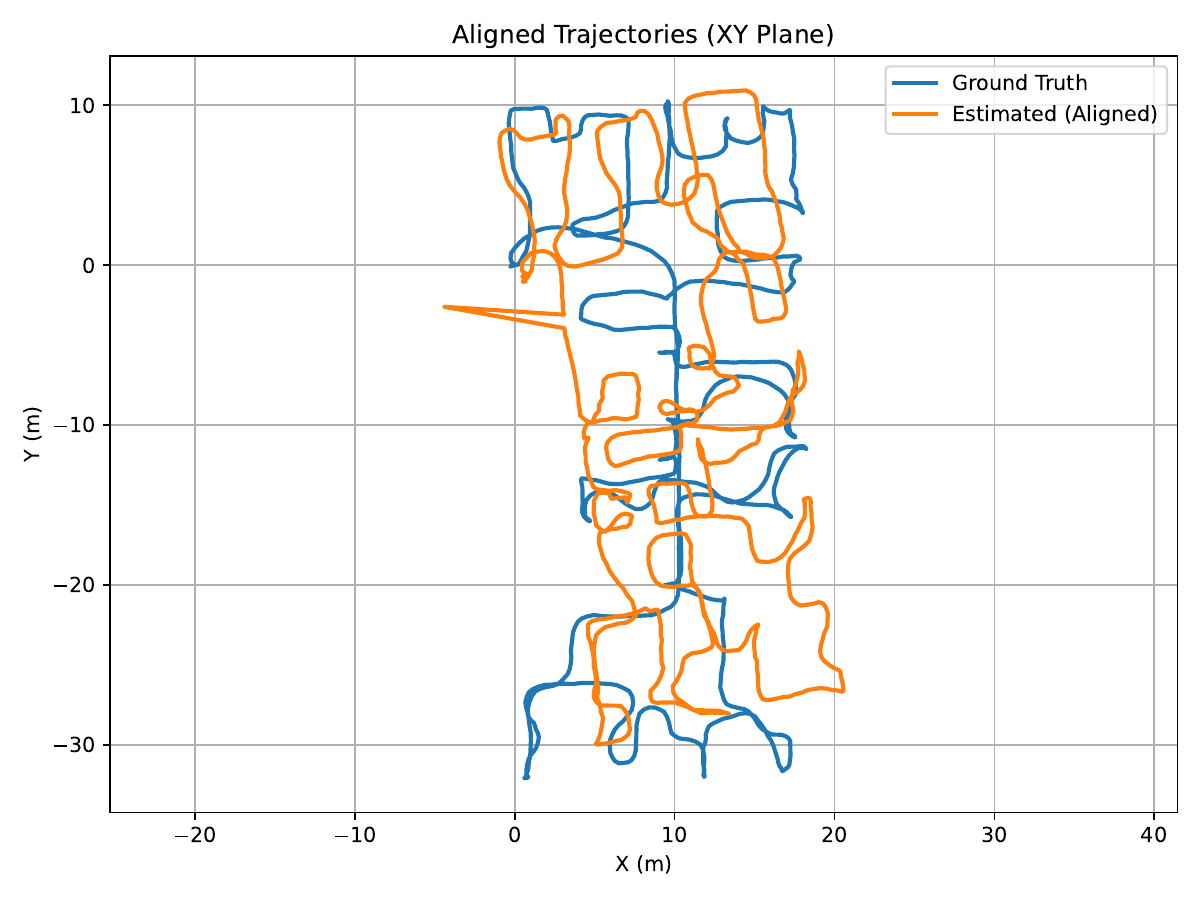 Aligned Trajectories (XY Plane)
Ground Truth
Estimated (Aligned)
10
0
−10
−20
−30
Y (m)
−20
−10
0
10
20
30
40
X (m)